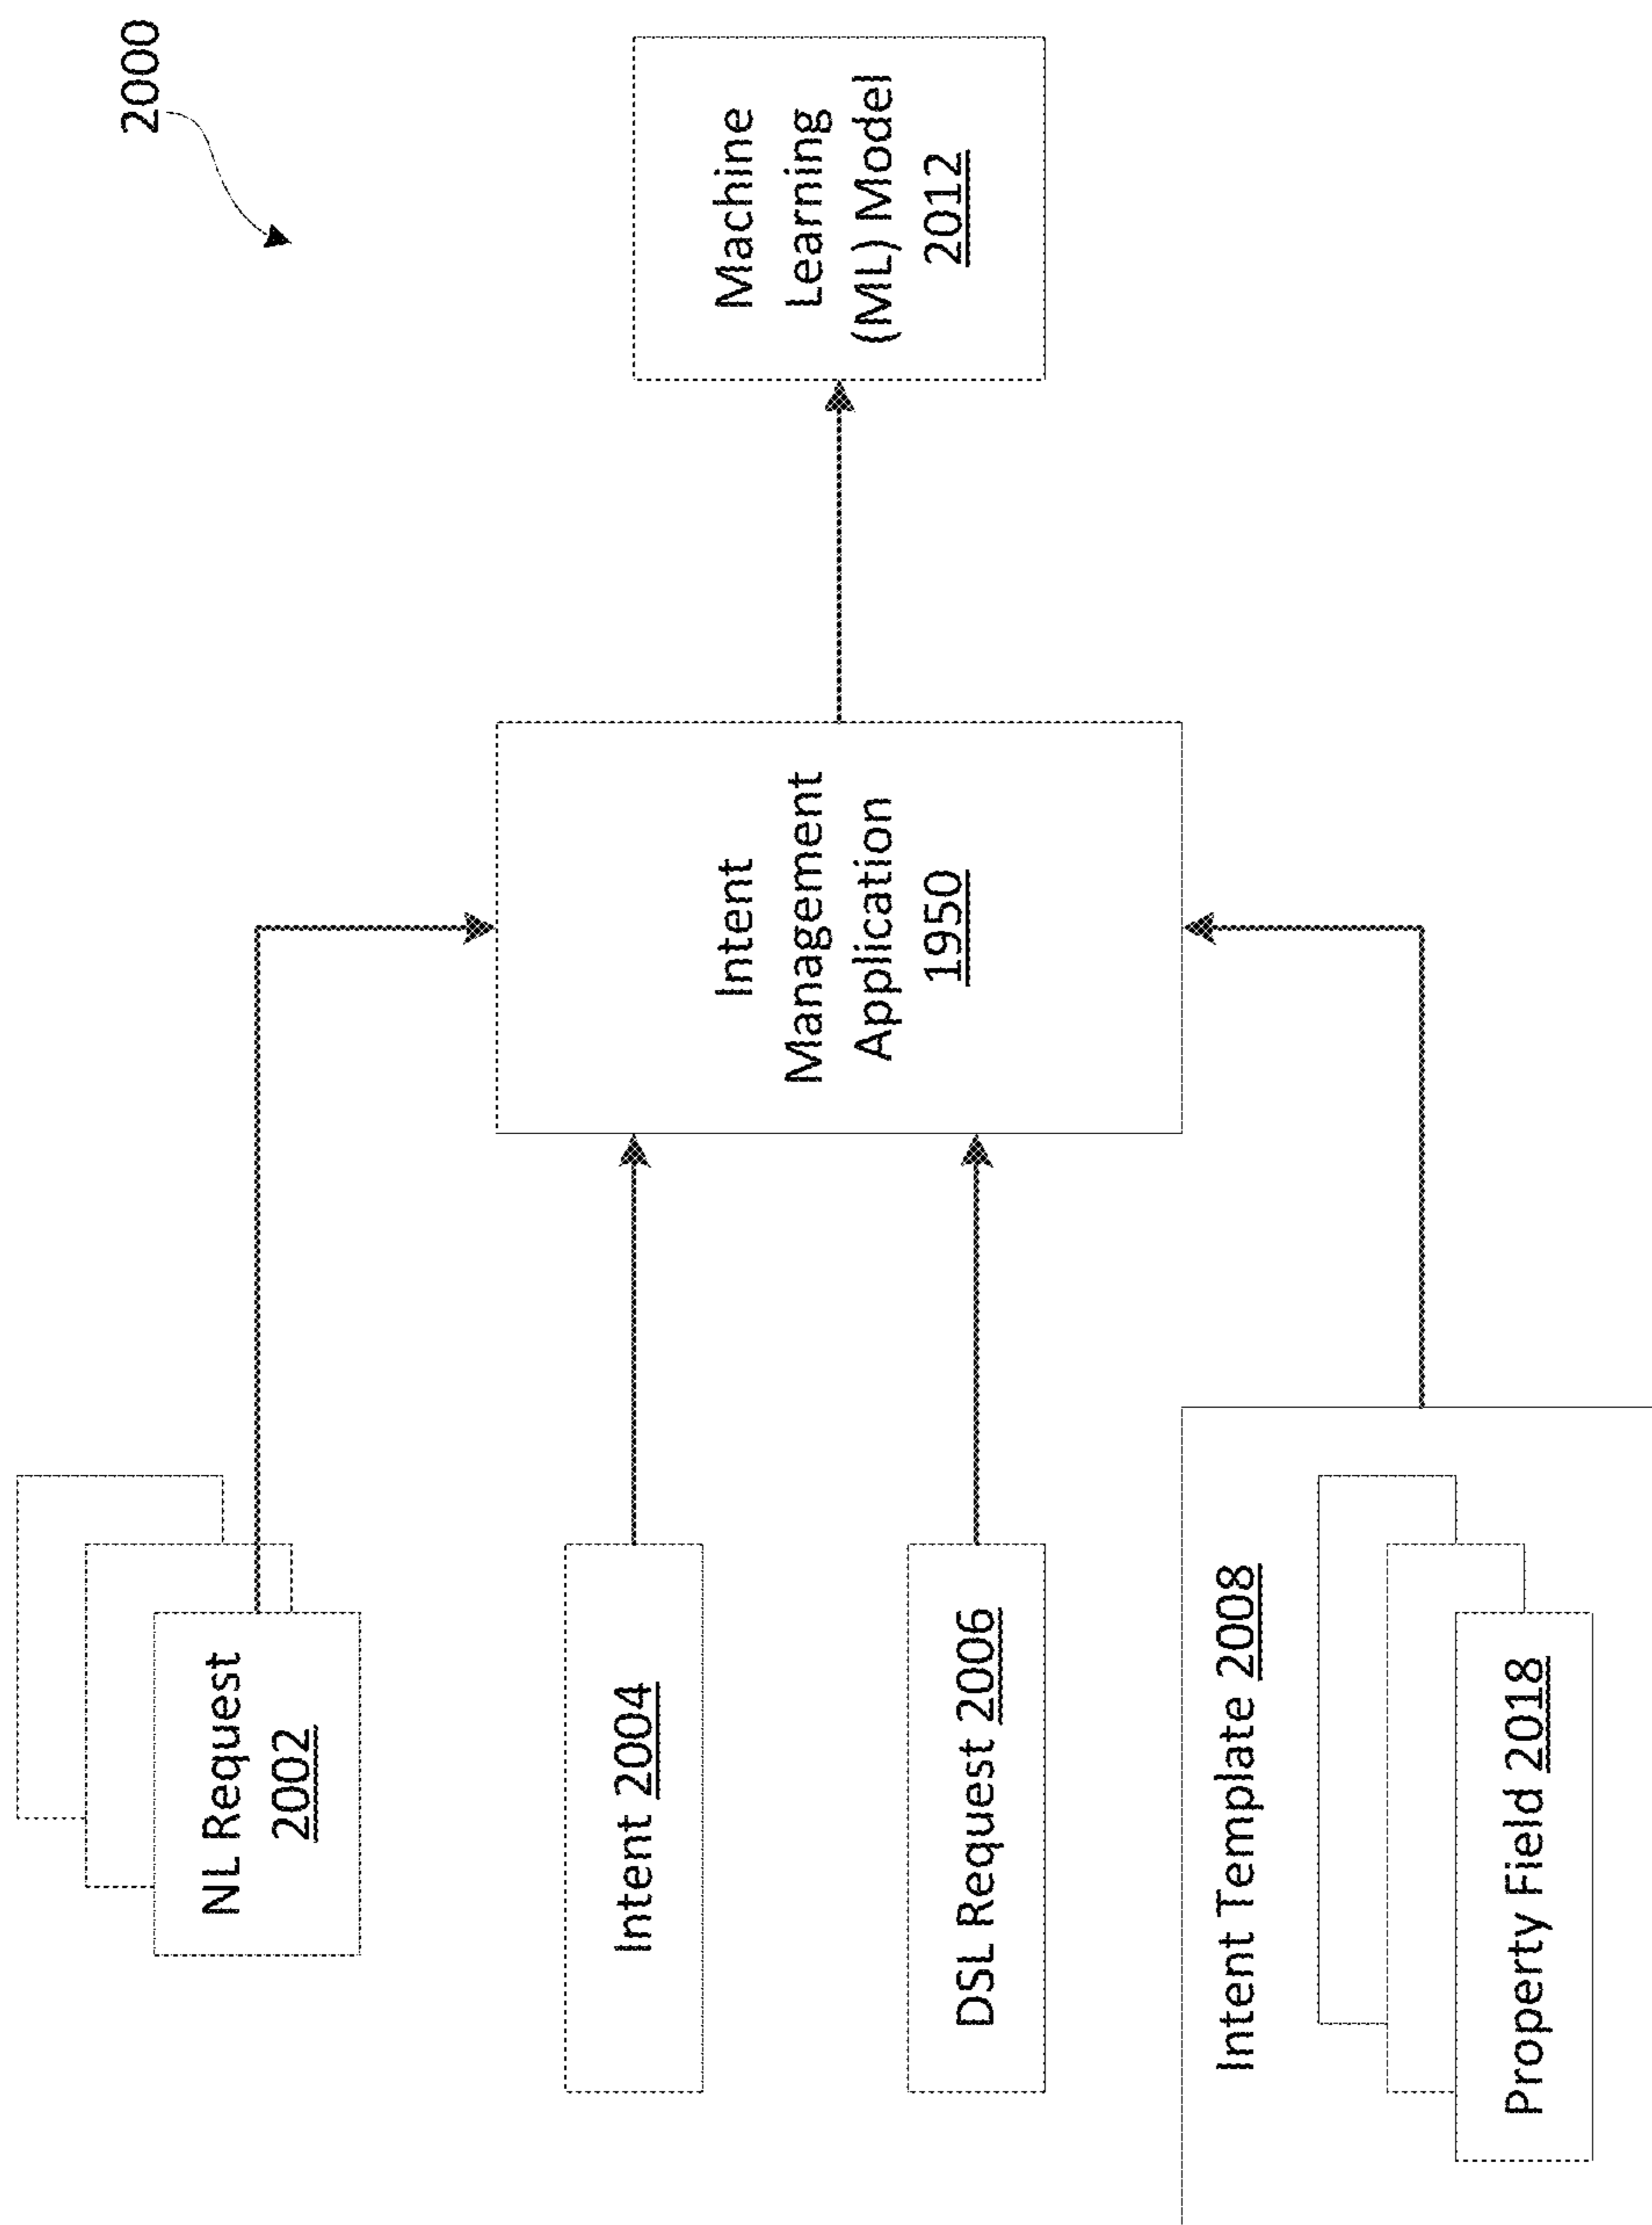 2000
NL Request
2002
Intent 2004
DSL Request 2006
Intent Template 2008
Property Field 2018
Intent
Management
Application
1950
Machine
Learning
(ML) Model
2012